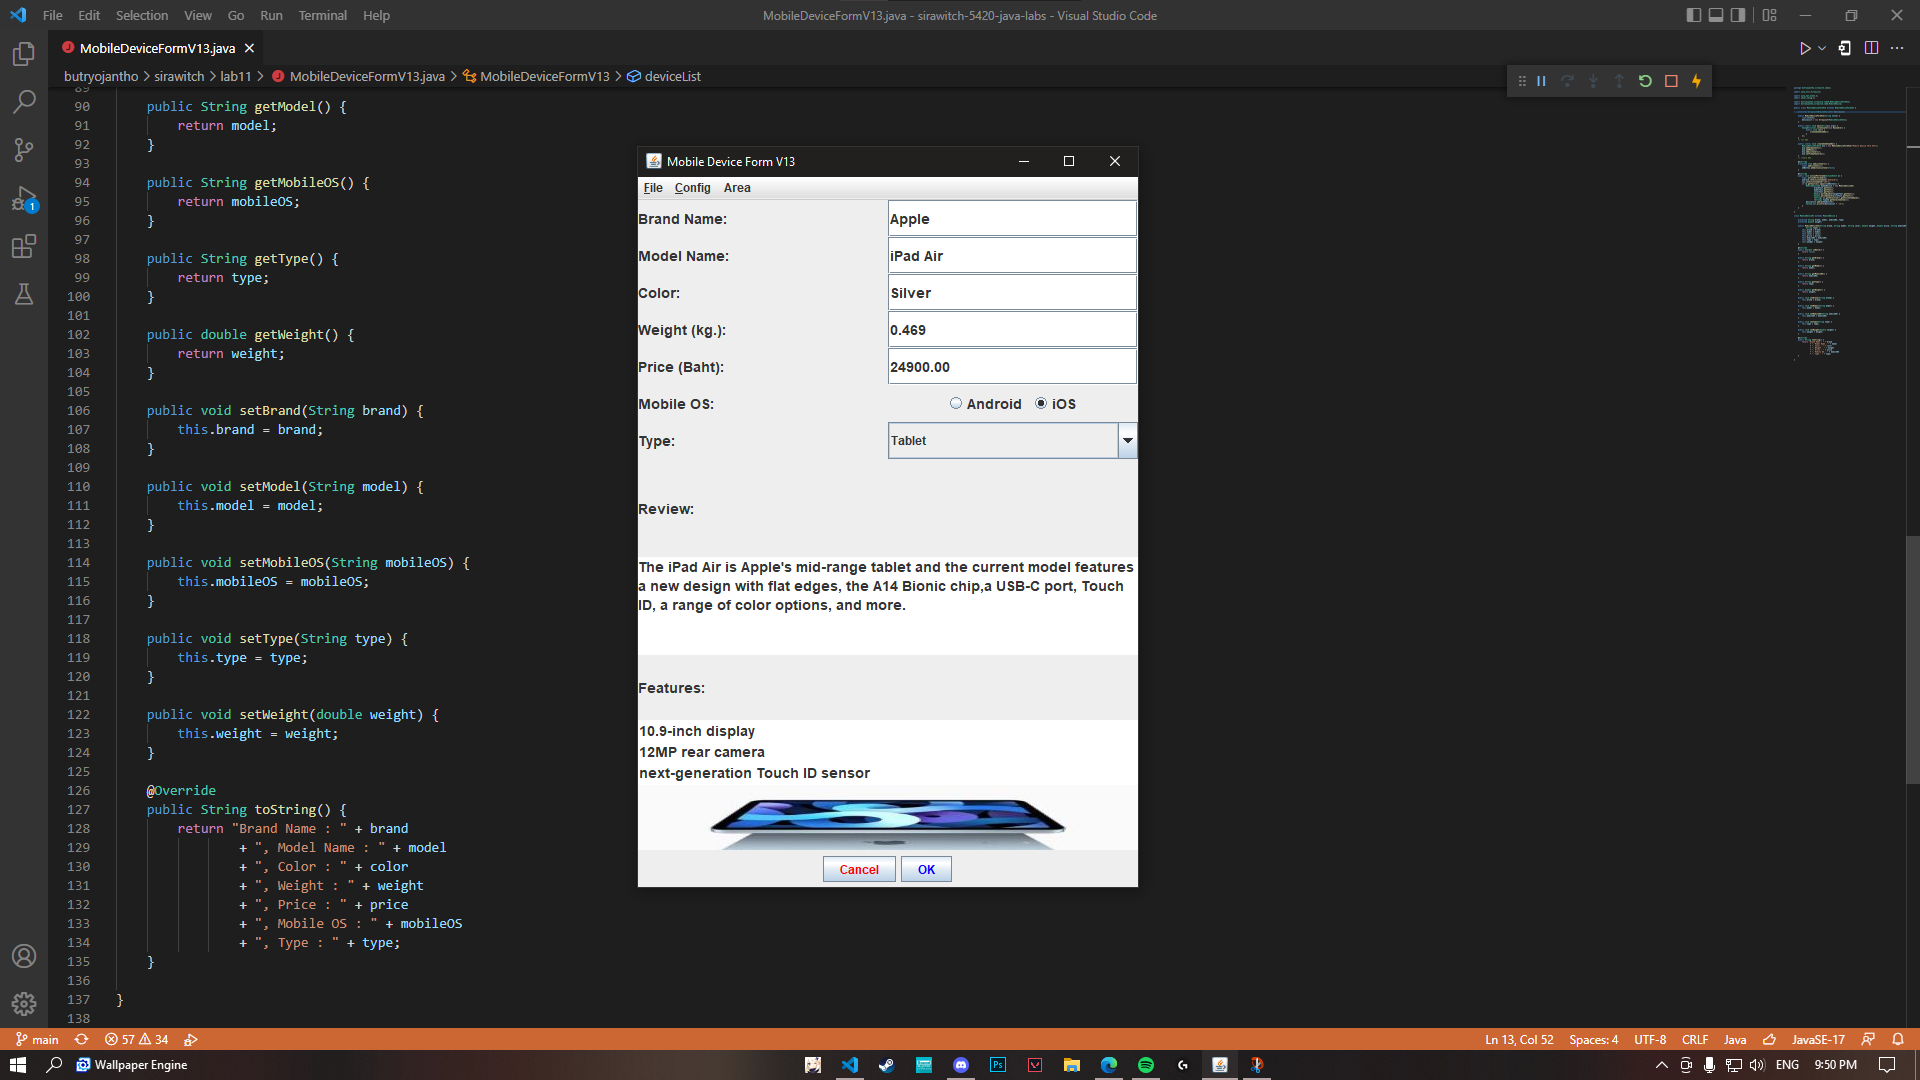 File Edit Selection View Go Run Terminal Help
MobileDeviceFormV13.java - sirawitch-5420-java-labs - Visual Studio Code
MobileDeviceFormV13.java
butryojantho > sirawitch > lab11 > MobileDeviceFormV13.java > MobileDeviceFormV13 > deviceList
89
90 public String getModel() {
91 return model;
92 }
93
94 public String getMobileOS() {
95 return mobileOS;
96 }
97
98 public String getType() {
99 return type;
100 }
101
102 public double getWeight() {
103 return weight;
104 }
105
106 public void setBrand(String brand) {
107 this.brand = brand;
108 }
109
110 public void setModel(String model) {
111 this.model = model;
112 }
113
114 public void setMobileOS(String mobileOS) {
115 this.mobileOS = mobileOS;
116 }
117
118 public void setType(String type) {
119 this.type = type;
120 }
121
122 public void setWeight(double weight) {
123 this.weight = weight;
124 }
125
126 @Override
127 public String toString() {
128 return "Brand Name : " + brand
129 + ", Model Name : " + model
130 + ", Color : " + color
131 + ", Weight : " + weight
132 + ", Price : " + price
133 + ", Mobile OS : " + mobileOS
134 + ", Type : " + type;
135 }
136
137 }
138
Mobile Device Form V13
File Config Area
Brand Name: Apple
Model Name: iPad Air
Color: Silver
Weight (kg.): 0.469
Price (Baht): 24900.00
Mobile OS: Android iOS
Type: Tablet
Review:
The iPad Air is Apple's mid-range tablet and the current model features
a new design with flat edges, the A14 Bionic chip,a USB-C port, Touch
ID, a range of color options, and more.
Features:
10.9-inch display
12MP rear camera
next-generation Touch ID sensor
Cancel OK
1
main 57 34 Ln 13, Col 52 Spaces: 4 UTF-8 CRLF Java JavaSE-17
Wallpaper Engine Ps ENG 9:50 PM